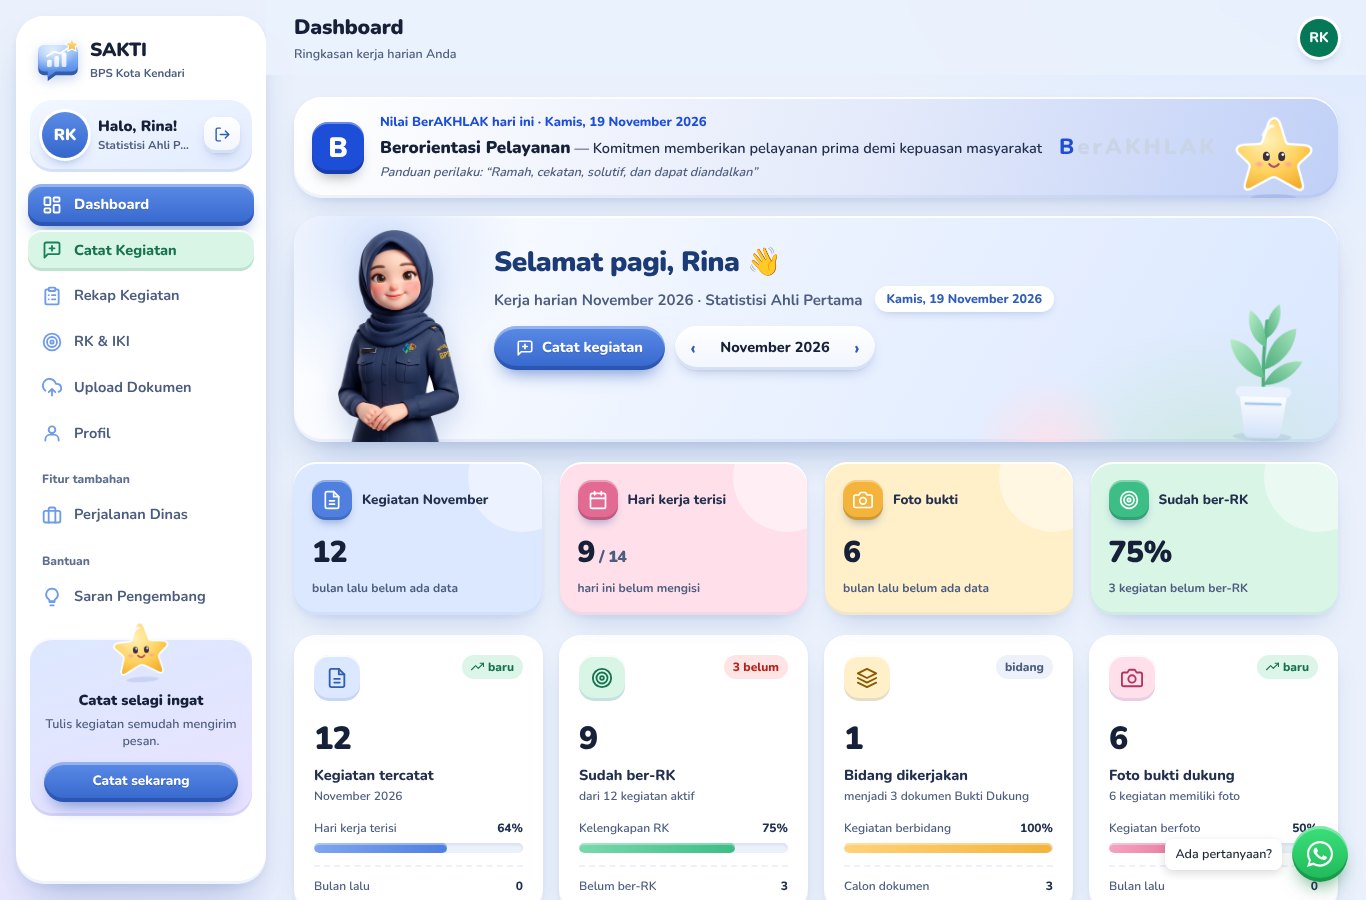 SAKTI
BPS Kota Kendari
RK
Halo, Rina!
Statistisi Ahli P...
Dashboard
Catat Kegiatan
Rekap Kegiatan
RK & IKI
Upload Dokumen
Profil
Fitur tambahan
Perjalanan Dinas
Bantuan
Saran Pengembang
Catat selagi ingat
Tulis kegiatan semudah mengirim
pesan.
Catat sekarang
Dashboard
Ringkasan kerja harian Anda
RK
B
Nilai BerAKHLAK hari ini · Kamis, 19 November 2026
Berorientasi Pelayanan — Komitmen memberikan pelayanan prima demi kepuasan masyarakat
Panduan perilaku: “Ramah, cekatan, solutif, dan dapat diandalkan”
BerAKHLAK
Selamat pagi, Rina 👋
Kerja harian November 2026 · Statistisi Ahli Pertama
Kamis, 19 November 2026
Catat kegiatan
‹ November 2026 ›
BPS
Kegiatan November
12
bulan lalu belum ada data
Hari kerja terisi
9 / 14
hari ini belum mengisi
Foto bukti
6
bulan lalu belum ada data
Sudah ber-RK
75%
3 kegiatan belum ber-RK
baru
12
Kegiatan tercatat
November 2026
Hari kerja terisi 64%
Bulan lalu 0
3 belum
9
Sudah ber-RK
dari 12 kegiatan aktif
Kelengkapan RK 75%
Belum ber-RK 3
bidang
1
Bidang dikerjakan
menjadi 3 dokumen Bukti Dukung
Kegiatan berbidang 100%
Calon dokumen 3
baru
6
Foto bukti dukung
6 kegiatan memiliki foto
Kegiatan berfoto 50%
Bulan lalu 0
Ada pertanyaan?